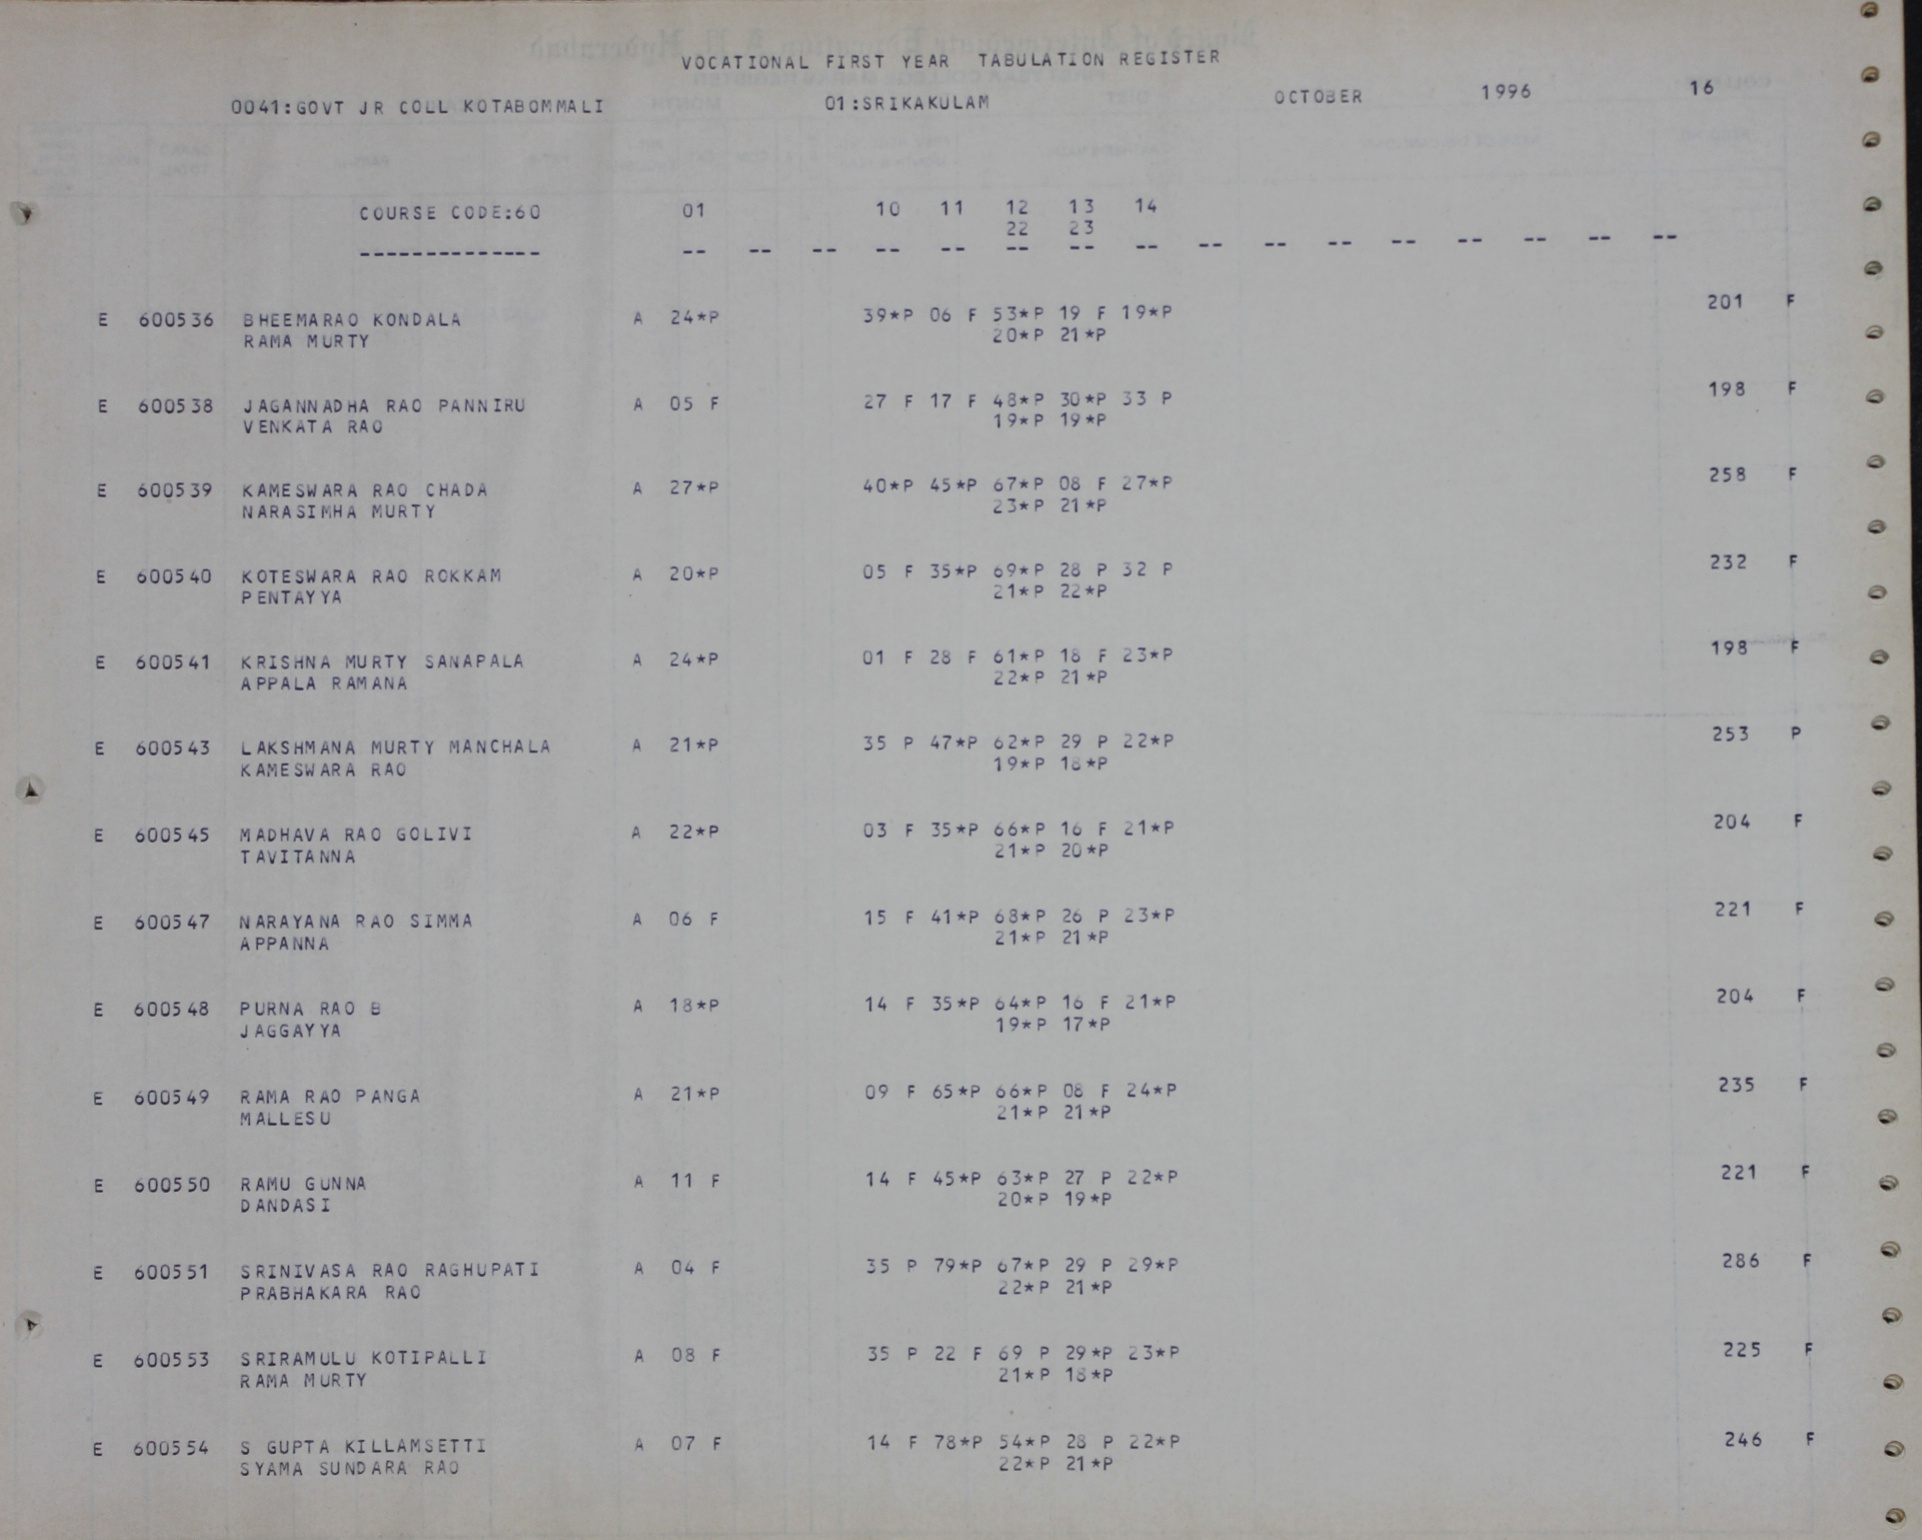 VOCATIONAL FIRST YEAR TABULATION REGISTER
0041:GOVT JR COLL KOTABOMMALI 01:SRIKAKULAM OCTOBER 1996 16
COURSE CODE:60 01 10 11 12 13 14
22 23
-------------- -- -- -- -- -- -- -- -- -- -- -- -- -- -- -- --
E 600536 BHEEMARAO KONDALA A 24*P 39*P 06 F 53*P 19 F 19*P 201 F
RAMA MURTY 20*P 21*P
E 600538 JAGANNADHA RAO PANNIRU A 05 F 27 F 17 F 48*P 30*P 33 P 198 F
VENKATA RAO 19*P 19*P
E 600539 KAMESWARA RAO CHADA A 27*P 40*P 45*P 67*P 08 F 27*P 258 F
NARASIMHA MURTY 23*P 21*P
E 600540 KOTESWARA RAO ROKKAM A 20*P 05 F 35*P 69*P 28 P 32 P 232 F
PENTAYYA 21*P 22*P
E 600541 KRISHNA MURTY SANAPALA A 24*P 01 F 28 F 61*P 18 F 23*P 198 F
APPALA RAMANA 22*P 21*P
E 600543 LAKSHMANA MURTY MANCHALA A 21*P 35 P 47*P 62*P 29 P 22*P 253 P
KAMESWARA RAO 19*P 18*P
E 600545 MADHAVA RAO GOLIVI A 22*P 03 F 35*P 66*P 16 F 21*P 204 F
TAVITANNA 21*P 20*P
E 600547 NARAYANA RAO SIMMA A 06 F 15 F 41*P 68*P 26 P 23*P 221 F
APPANNA 21*P 21*P
E 600548 PURNA RAO B A 18*P 14 F 35*P 64*P 16 F 21*P 204 F
JAGGAYYA 19*P 17*P
E 600549 RAMA RAO PANGA A 21*P 09 F 65*P 66*P 08 F 24*P 235 F
MALLESU 21*P 21*P
E 600550 RAMU GUNNA A 11 F 14 F 45*P 63*P 27 P 22*P 221 F
DANDASI 20*P 19*P
E 600551 SRINIVASA RAO RAGHUPATI A 04 F 35 P 79*P 67*P 29 P 29*P 286 F
PRABHAKARA RAO 22*P 21*P
E 600553 SRIRAMULU KOTIPALLI A 08 F 35 P 22 F 69 P 29*P 23*P 225 F
RAMA MURTY 21*P 18*P
E 600554 S GUPTA KILLAMSETTI A 07 F 14 F 78*P 54*P 28 P 22*P 246 F
SYAMA SUNDARA RAO 22*P 21*P